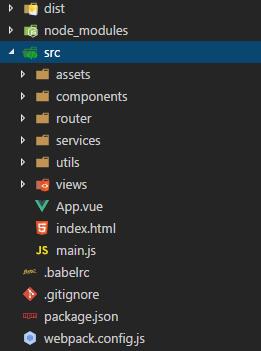 dist
node_modules
src
assets
components
router
services
utils
views
App.vue
index.html
JS main.js
.babelrc
.gitignore
package.json
webpack.config.js